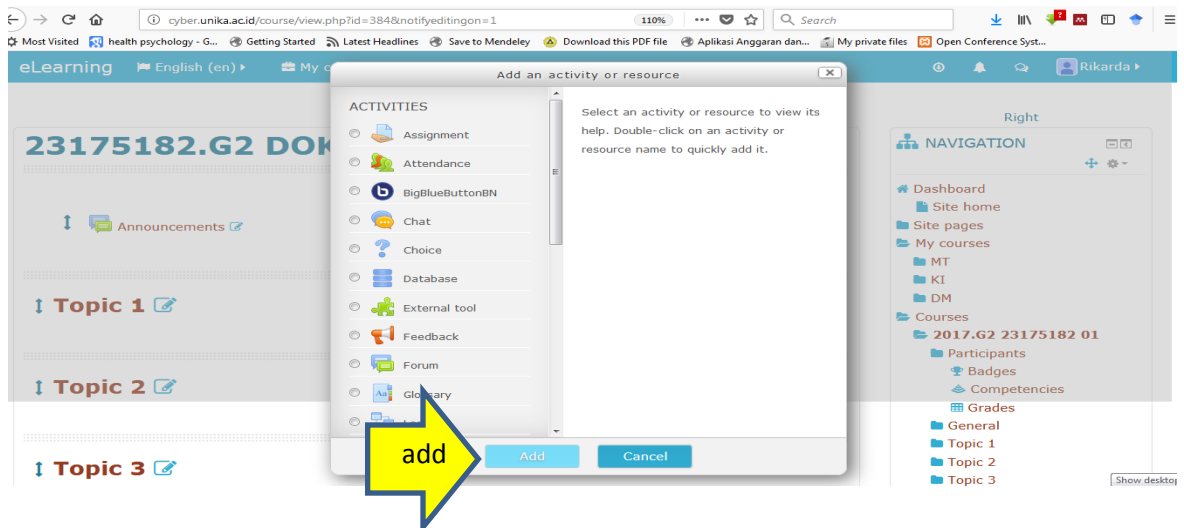 cyber.unika.ac.id/course/view.php?id=384&notifyeditingon=1
110%
Search
Most Visited health psychology - G... Getting Started Latest Headlines Save to Mendeley Download this PDF file Aplikasi Anggaran dan... My private files Open Conference Syst...
eLearning English (en) My c
Rikarda
Add an activity or resource
ACTIVITIES
Assignment
Attendance
BigBlueButtonBN
Chat
Choice
Database
External tool
Feedback
Forum
Glossary
Select an activity or resource to view its
help. Double-click on an activity or
resource name to quickly add it.
add
Add
Cancel
23175182.G2 DOK
Announcements
Topic 1
Topic 2
Topic 3
Right
NAVIGATION
Dashboard
Site home
Site pages
My courses
MT
KI
DM
Courses
2017.G2 23175182 01
Participants
Badges
Competencies
Grades
General
Topic 1
Topic 2
Topic 3
Show desktop